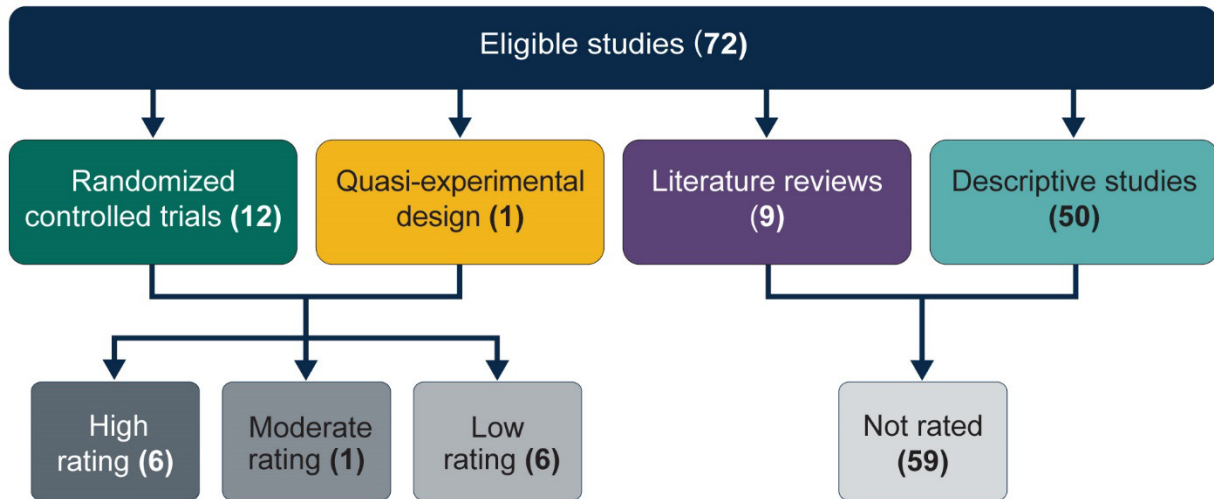 Eligible studies (72)
Randomized
controlled trials (12)
Quasi-experimental
design (1)
Literature reviews
(9)
Descriptive studies
(50)
High
rating (6)
Moderate
rating (1)
Low
rating (6)
Not rated
(59)